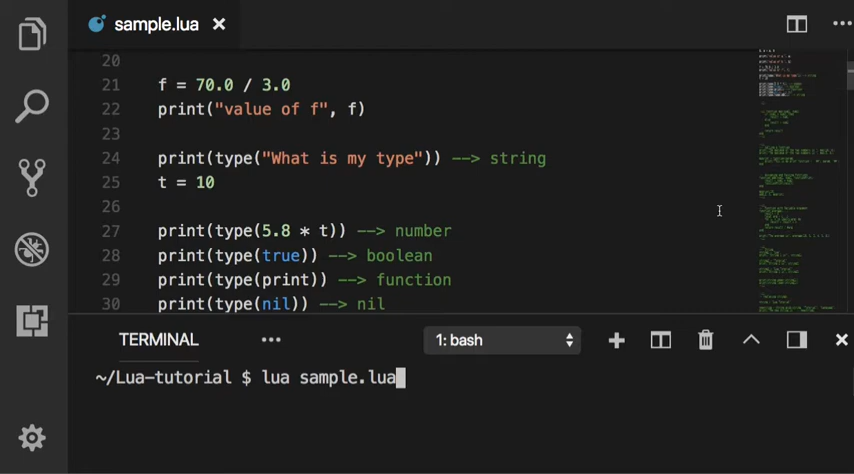 sample.lua
20
21 f = 70.0 / 3.0
22 print("value of f", f)
23
24 print(type("What is my type")) --> string
25 t = 10
26
27 print(type(5.8 * t)) --> number
28 print(type(true)) --> boolean
29 print(type(print)) --> function
30 print(type(nil)) --> nil
TERMINAL
1: bash
~/Lua-tutorial $ lua sample.lua